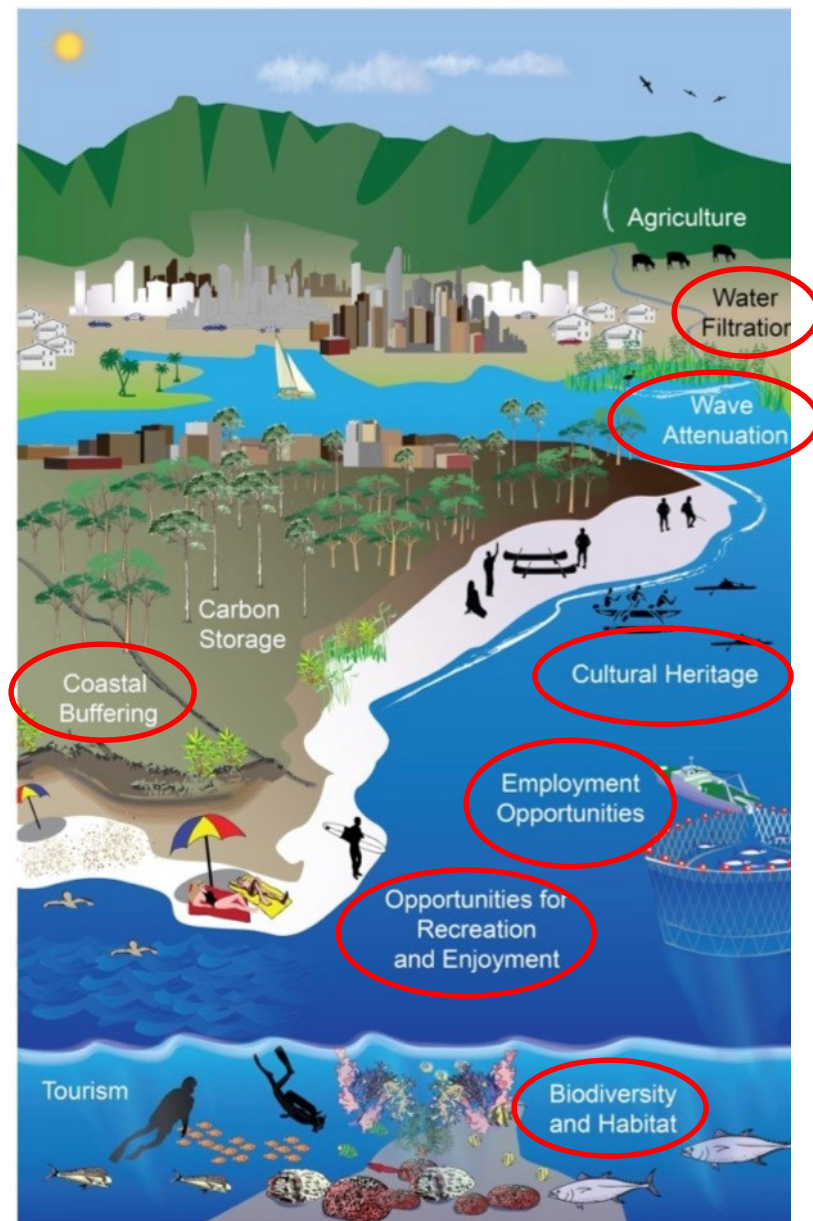 Agriculture
Water
Filtration
Wave
Attenuation
Carbon
Storage
Cultural Heritage
Coastal
Buffering
Employment
Opportunities
Opportunities for
Recreation
and Enjoyment
Tourism
Biodiversity
and Habitat